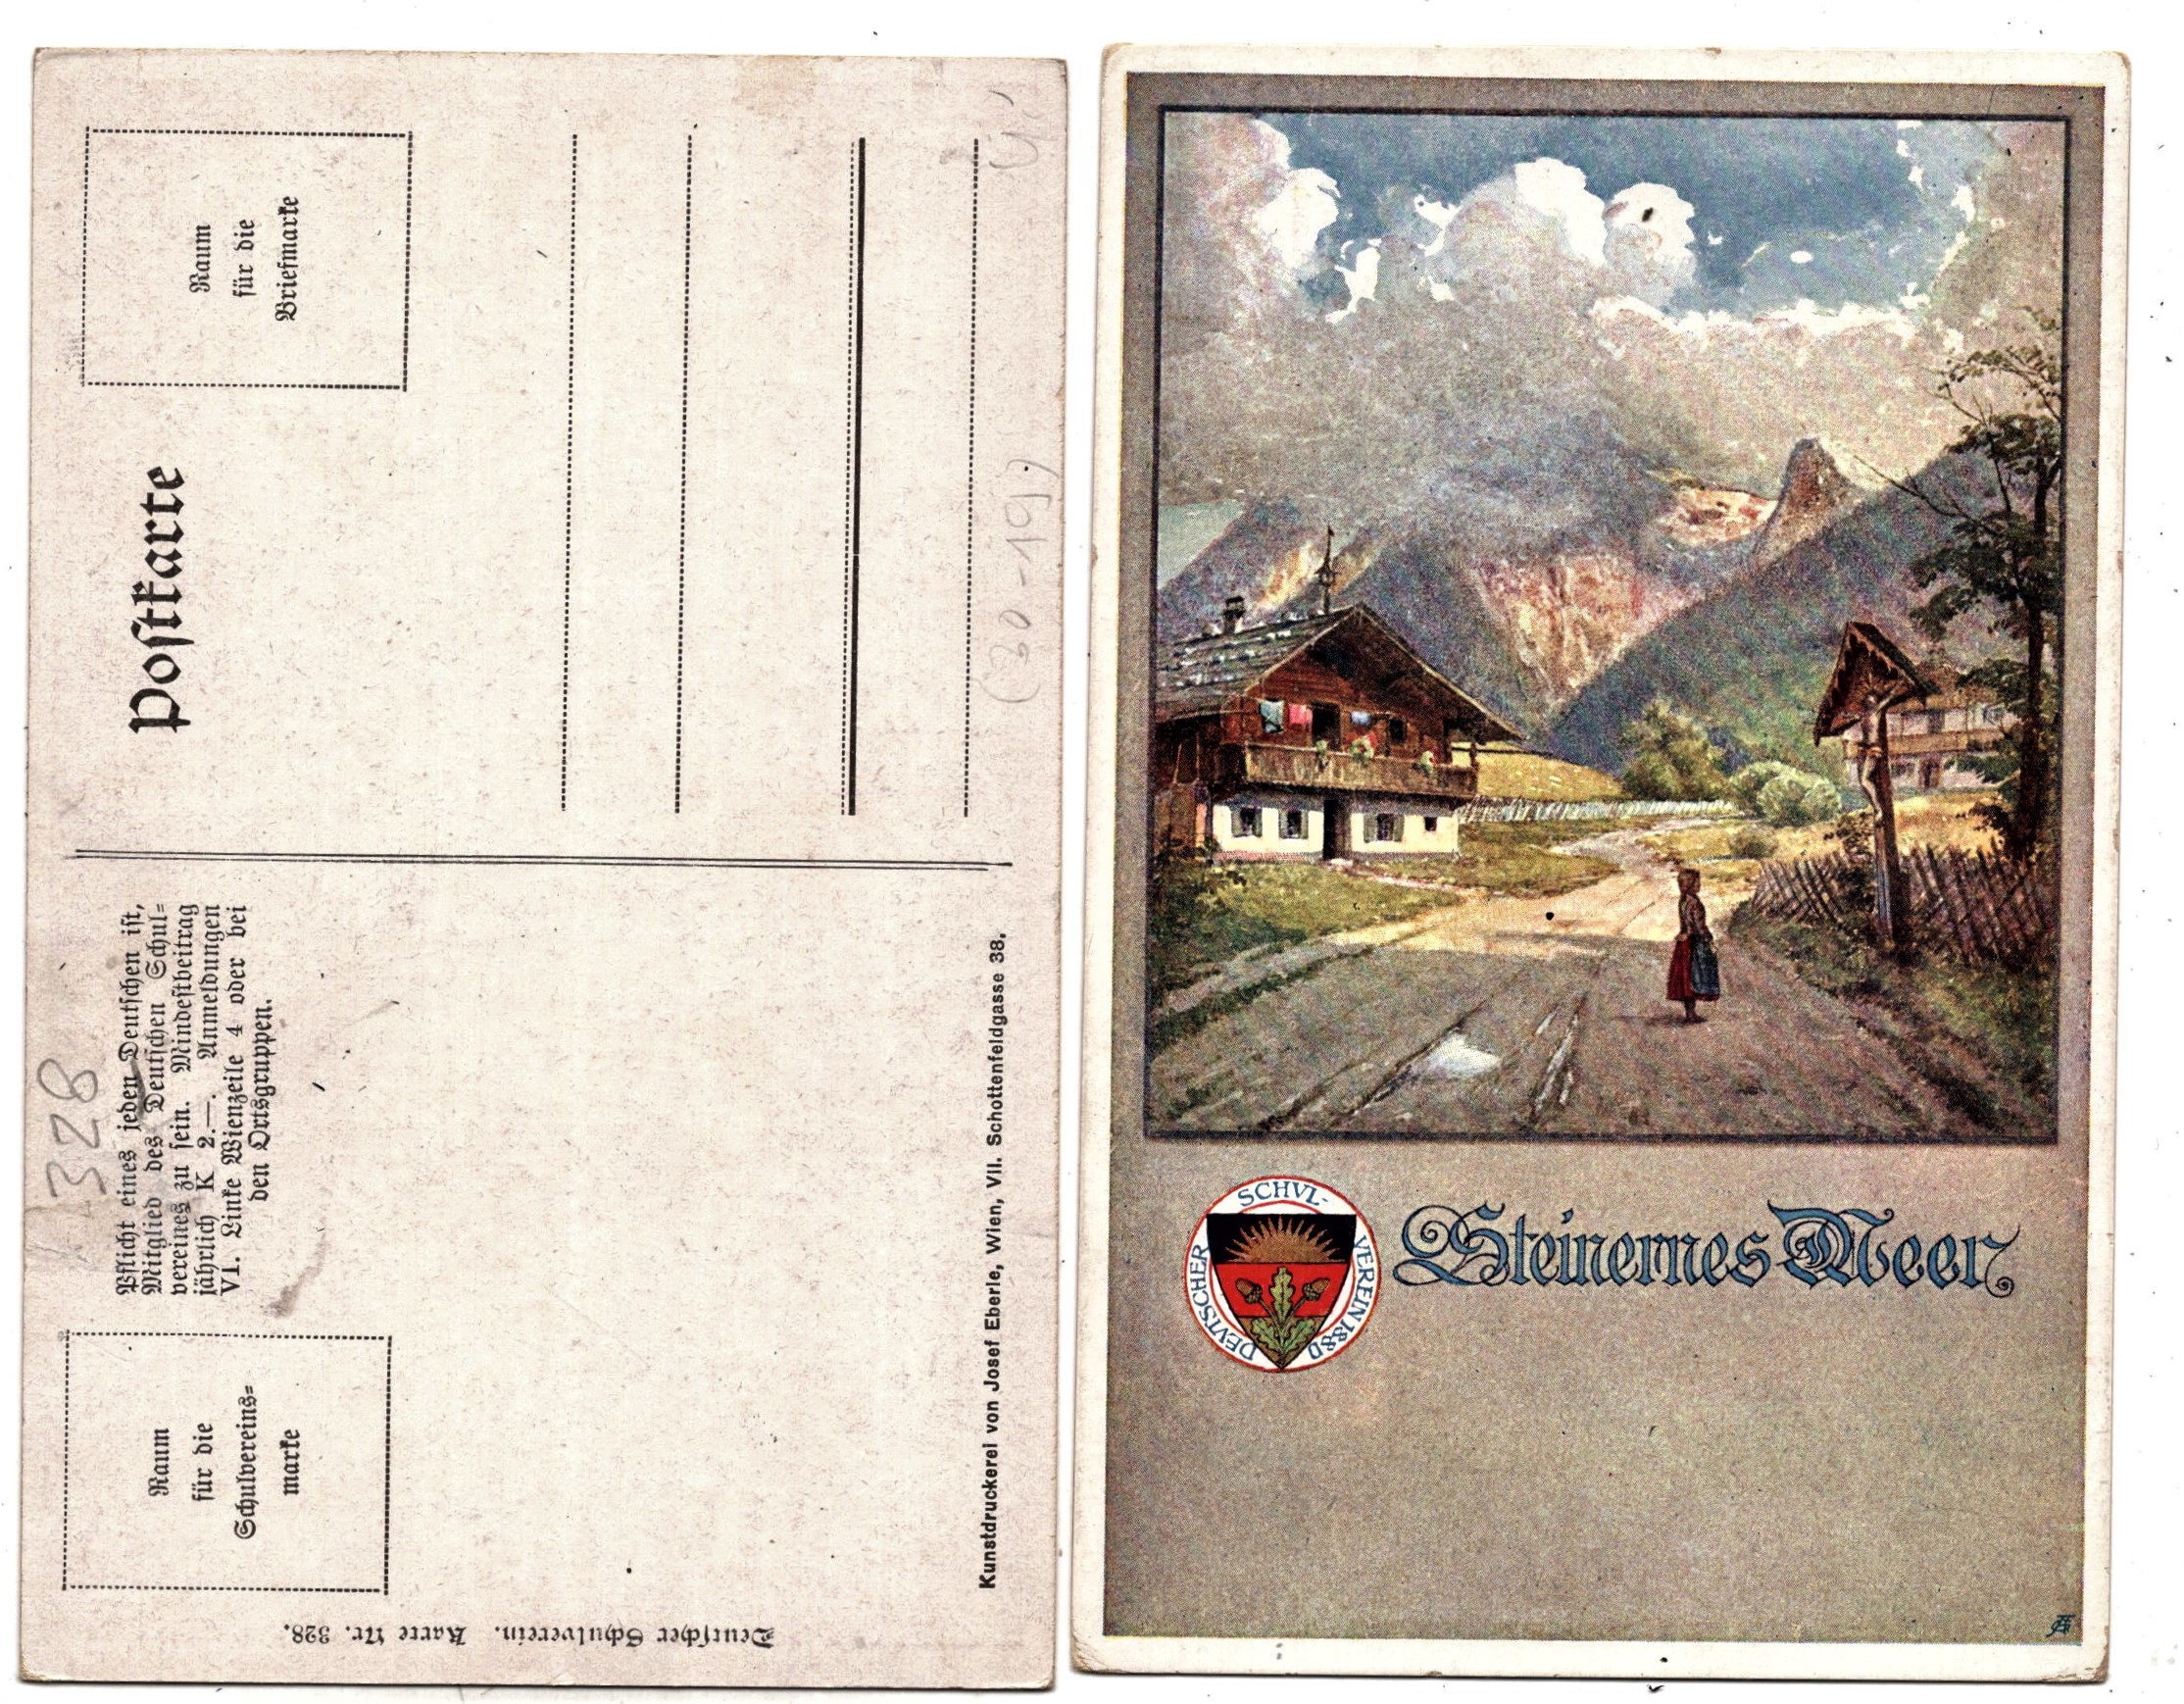 Postkarte
Raum
für die
Briefmarke
Pflicht eines jeden Deutschen ist,
Mitglied des Deutschen Schul=
vereines zu sein. Mindestbeitrag
jährlich K 2.—. Anmeldungen
VI. Linke Wienzeile 4 oder bei
den Ortsgruppen.
Raum
für die
Schulvereins=
marke
Deutscher Schulverein. Karte Nr. 328.
Kunstdruckerei von Josef Eberle, Wien, VII. Schottenfeldgasse 38.
328
DEVTSCHER SCHVL-VEREIN 1880
Steinernes Meer